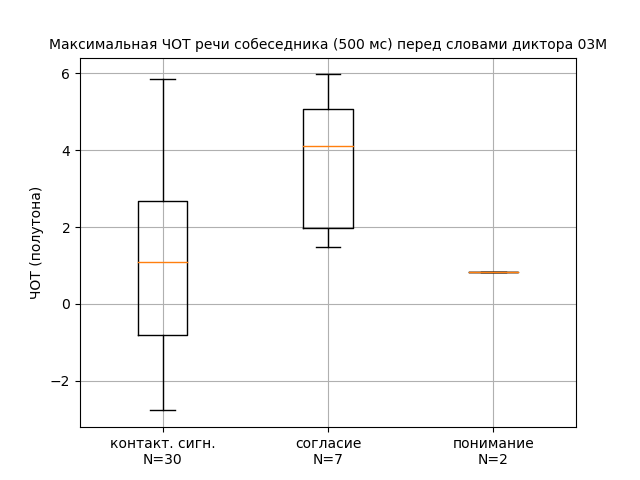 Максимальная ЧОТ речи собеседника (500 мс) перед словами диктора 03М
ЧОТ (полутона)
6
4
2
0
−2
контакт. сигн.
N=30
согласие
N=7
понимание
N=2